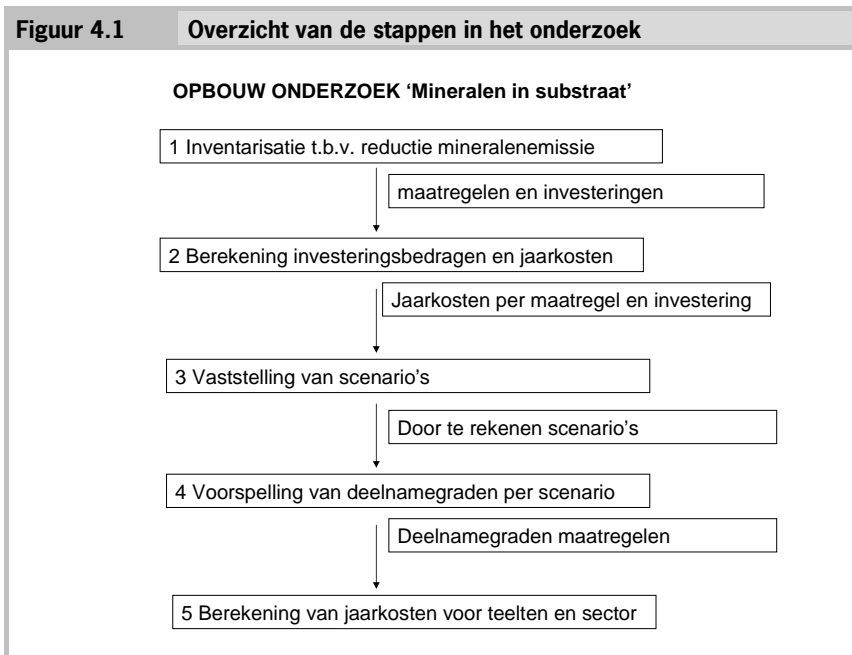 Figuur 4.1 Overzicht van de stappen in het onderzoek
OPBOUW ONDERZOEK ‘Mineralen in substraat’
1 Inventarisatie t.b.v. reductie mineralenemissie
maatregelen en investeringen
2 Berekening investeringsbedragen en jaarkosten
Jaarkosten per maatregel en investering
3 Vaststelling van scenario's
Door te rekenen scenario's
4 Voorspelling van deelnamegraden per scenario
Deelnamegraden maatregelen
5 Berekening van jaarkosten voor teelten en sector